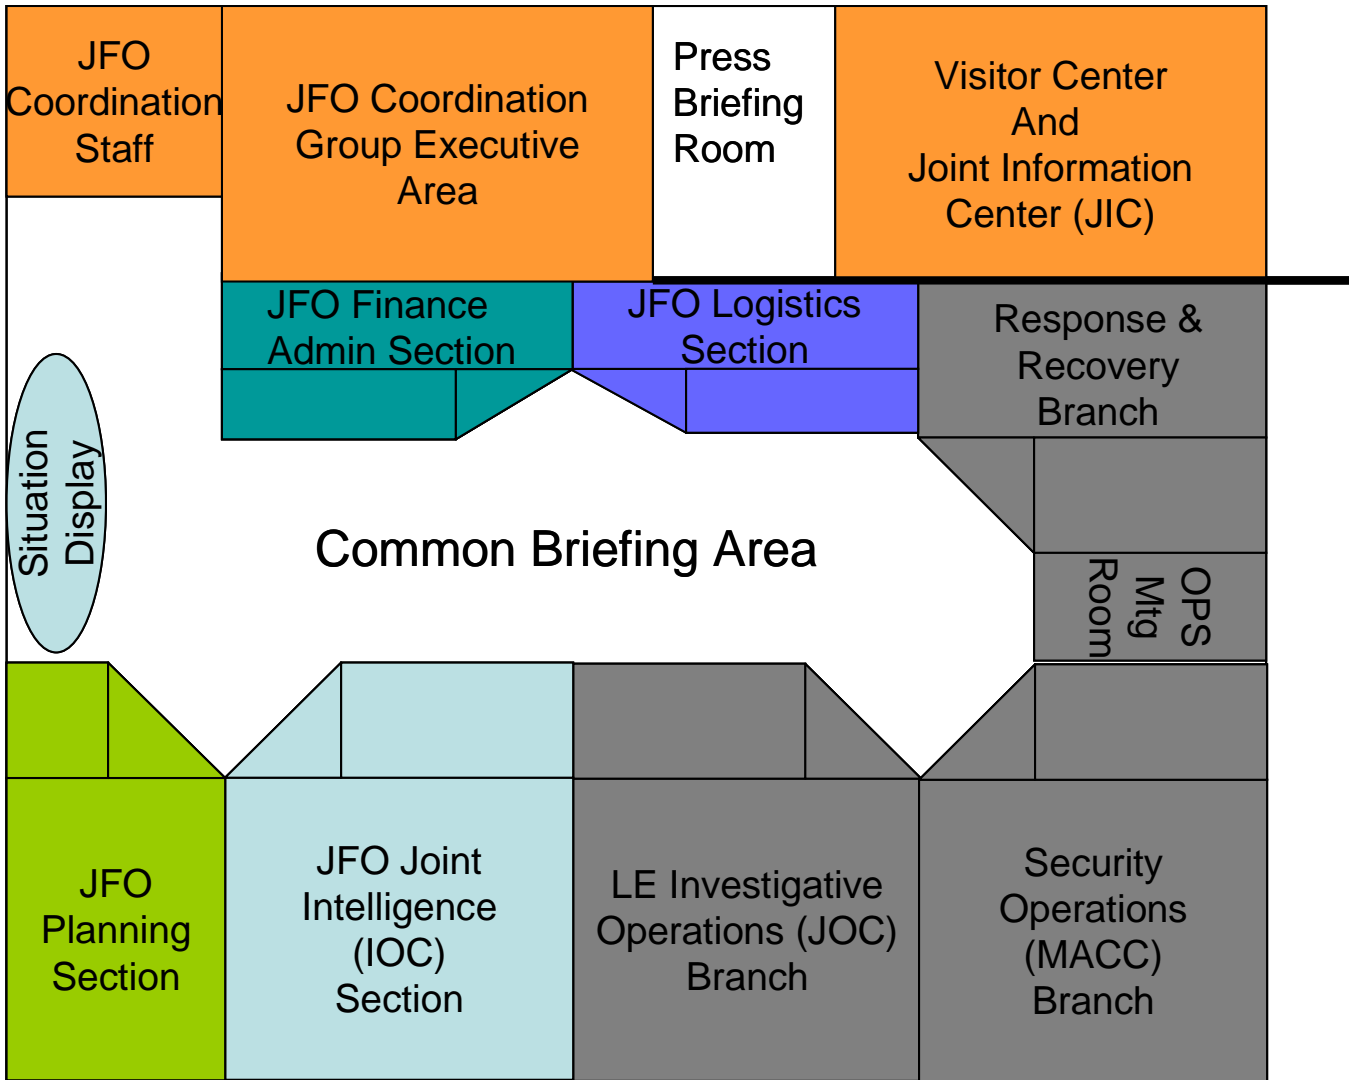 JFO
Coordination
Staff
JFO Coordination
Group Executive
Area
Press
Briefing
Room
Visitor Center
And
Joint Information
Center (JIC)
JFO Finance
Admin Section
JFO Logistics
Section
Response &
Recovery
Branch
Situation
Display
Common Briefing Area
OPS
Mtg
Room
JFO
Planning
Section
JFO Joint
Intelligence
(IOC)
Section
LE Investigative
Operations (JOC)
Branch
Security
Operations
(MACC)
Branch